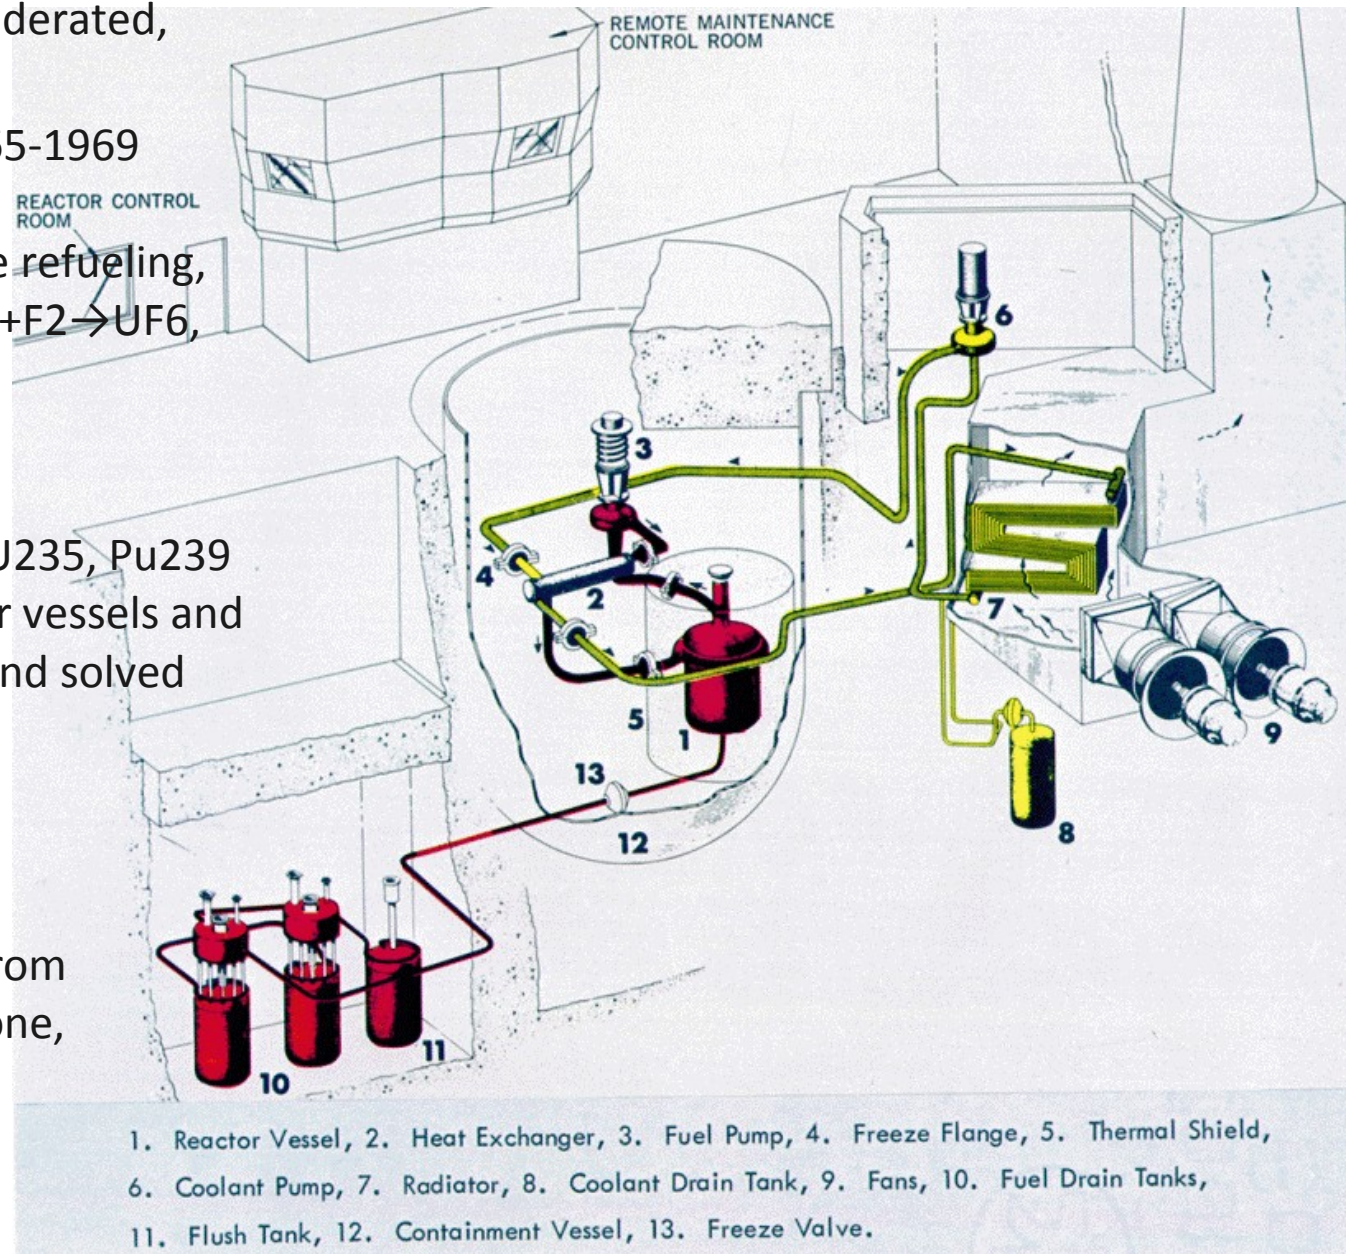 derated,
REMOTE MAINTENANCE
CONTROL ROOM
55-1969
REACTOR CONTROL
ROOM
e refueling,
+F2→UF6,
6
3
U235, Pu239
4
2
7
r vessels and
nd solved
5
1
9
13
8
12
rom
one,
11
10
1. Reactor Vessel, 2. Heat Exchanger, 3. Fuel Pump, 4. Freeze Flange, 5. Thermal Shield,
6. Coolant Pump, 7. Radiator, 8. Coolant Drain Tank, 9. Fans, 10. Fuel Drain Tanks,
11. Flush Tank, 12. Containment Vessel, 13. Freeze Valve.